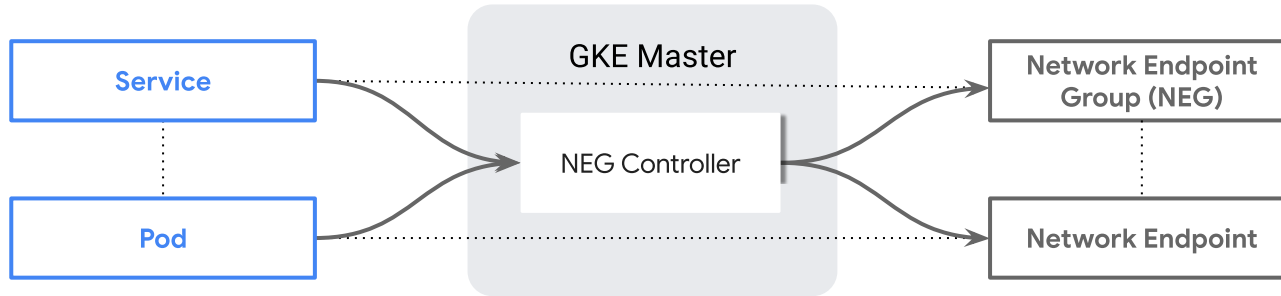 GKE Master
Service
Network Endpoint
Group (NEG)
NEG Controller
Pod
Network Endpoint